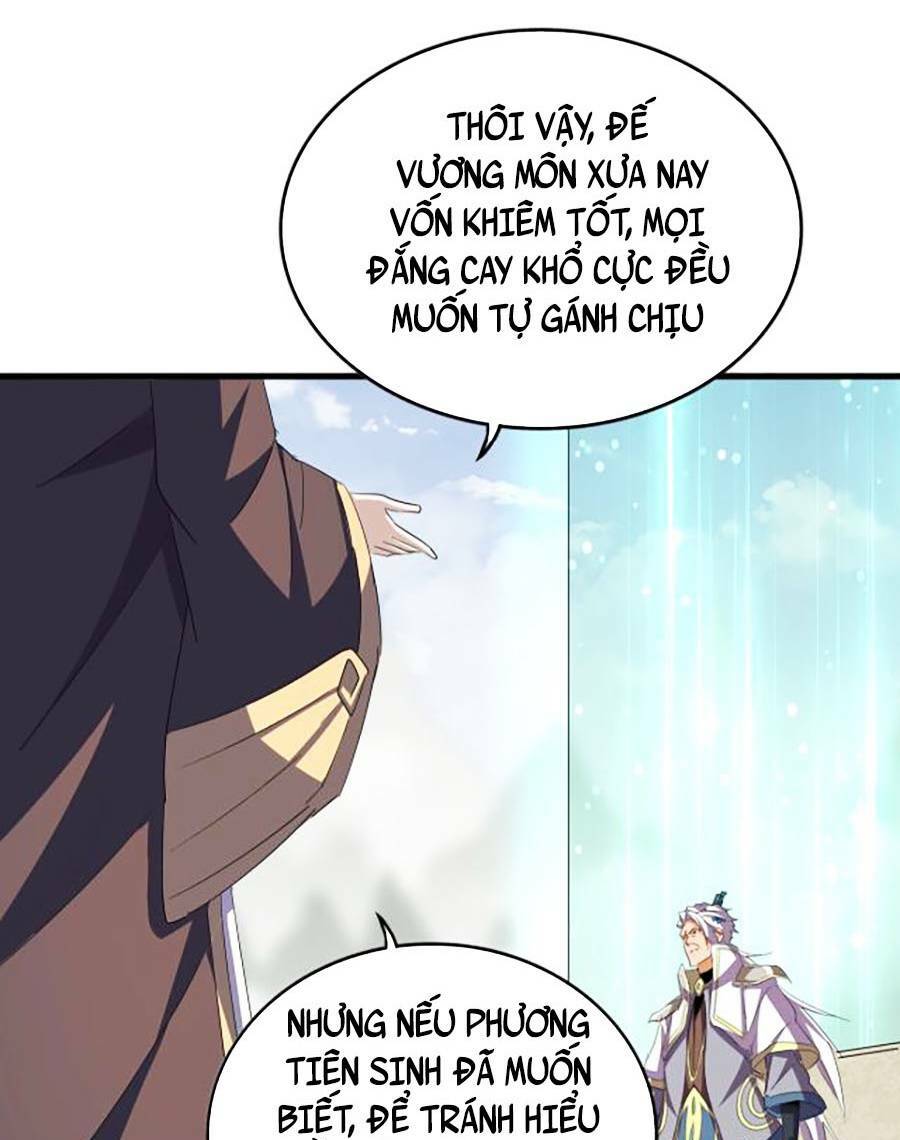 THÔI VẬY, ĐẾ
VƯƠNG MÔN XƯA NAY
VỐN KHIÊM TỐT, MỌI
ĐẮNG CAY KHỔ CỰC ĐỀU
MUỐN TỰ GÁNH CHỊU
NHƯNG NẾU PHƯƠNG
TIÊN SINH ĐÃ MUỐN
BIẾT, ĐỂ TRÁNH HIỂU